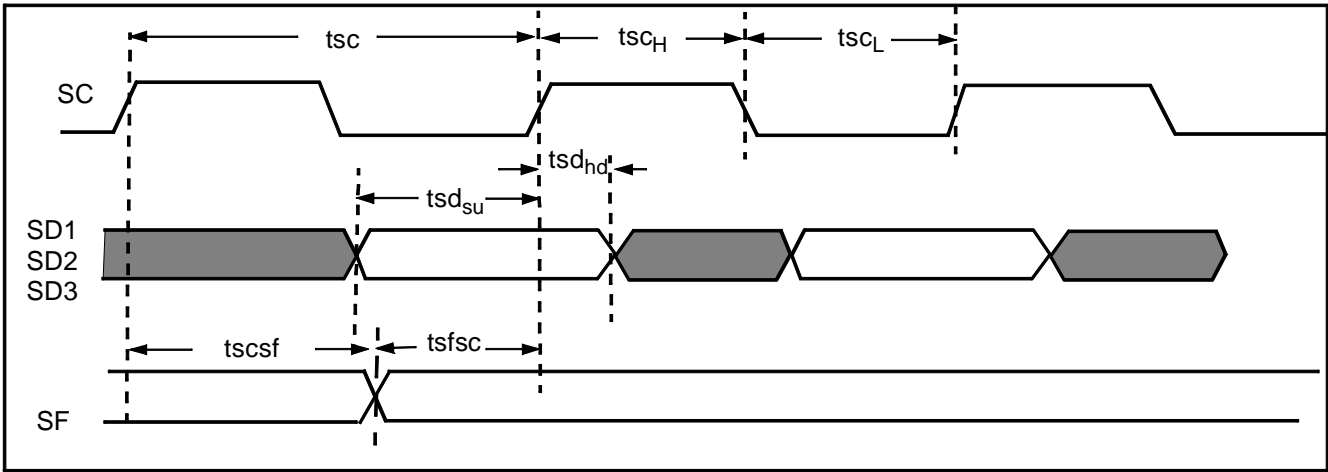 tsc
tscH
tscL
SC
tsdhd
tsdsu
SD1
SD2
SD3
tscsf
tsfsc
SF